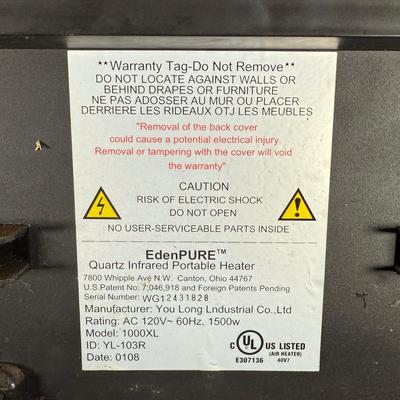 **Warranty Tag-Do Not Remove**
DO NOT LOCATE AGAINST WALLS OR
BEHIND DRAPES OR FURNITURE
NE PAS ADOSSER AU MUR OU PLACER
DERRIERE LES RIDEAUX OTJ LES MEUBLES
"Removal of the back cover
could cause a potential electrical injury.
Removal or tampering with the cover will void
the warranty"
CAUTION
RISK OF ELECTRIC SHOCK
DO NOT OPEN
NO USER-SERVICEABLE PARTS INSIDE
EdenPURE™
Quartz Infrared Portable Heater
7800 Whipple Ave N.W. Canton, Ohio 44767
U.S.Patent No: 7,046,918 and Foreign Patents Pending
Serial Number: WG12431828
Manufacturer: You Long Lndustrial Co.,Ltd
Rating: AC 120V~ 60Hz, 1500w
Model: 1000XL
ID: YL-103R
Date: 0108
c UL US LISTED
(AIR HEATER)
E307136 40V7